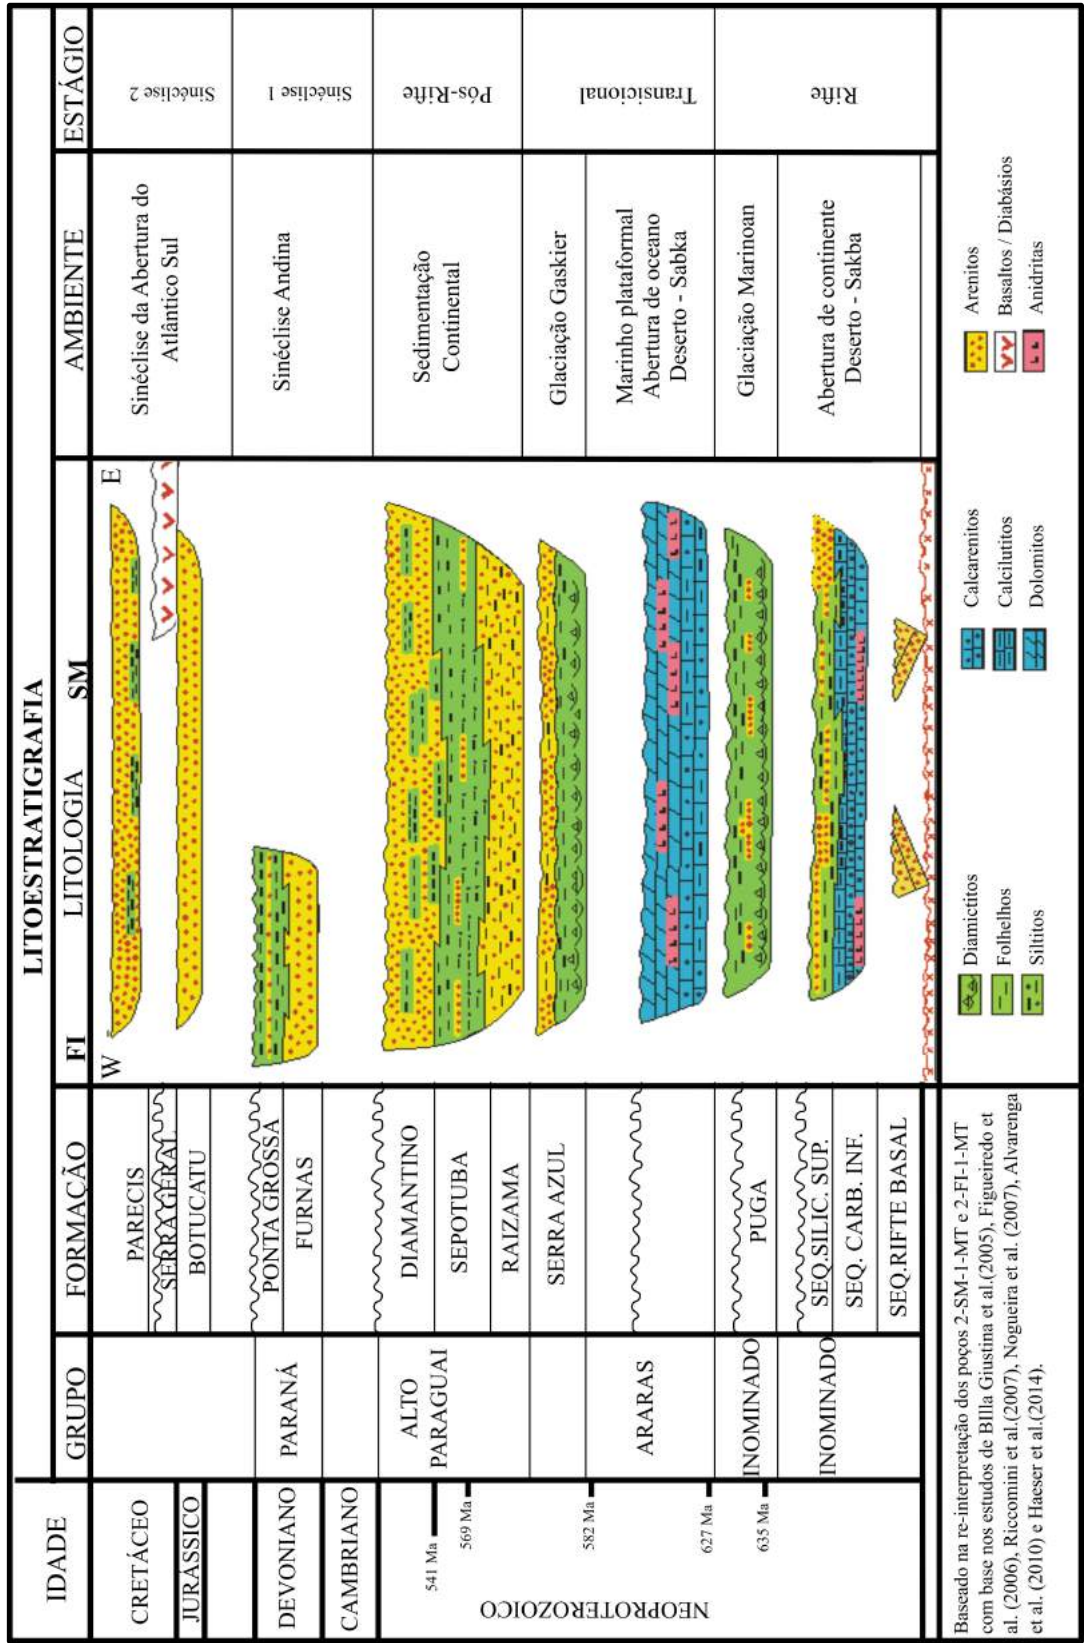 LITOESTRATIGRAFIA
IDADE
GRUPO
FORMAÇÃO
FI
LITOLOGIA
SM
AMBIENTE
ESTÁGIO
CRETÁCEO
JURÁSSICO
DEVONIANO
CAMBRIANO
NEOPROTEROZOICO
541 Ma
569 Ma
582 Ma
627 Ma
635 Ma
PARANÁ
ALTO
PARAGUAI
ARARAS
INOMINADO
INOMINADO
PARECIS
SERRA GERAL
BOTUCATU
PONTA GROSSA
FURNAS
DIAMANTINO
SEPOTUBA
RAIZAMA
SERRA AZUL
PUGA
SEQ.SILIC. SUP.
SEQ. CARB. INF.
SEQ.RIFTE BASAL
W
E
Sinéclise da Abertura do
Atlântico Sul
Sinéclise Andina
Sedimentação
Continental
Glaciação Gaskier
Marinho plataformal
Abertura de oceano
Deserto - Sabka
Glaciação Marinoan
Abertura de continente
Deserto - Sakba
Sinéclise 2
Sinéclise 1
Pós-Rifte
Transicional
Rifte
Baseado na re-interpretação dos poços 2-SM-1-MT e 2-FI-1-MT
com base nos estudos de BIlla Giustina et al.(2005), Figueiredo et
al. (2006), Riccomini et al.(2007), Nogueira et al. (2007), Alvarenga
et al. (2010) e Haeser et al.(2014).
Diamictitos
Folhelhos
Siltitos
Calcarenitos
Calcilutitos
Dolomitos
Arenitos
Basaltos / Diabásios
Anidritas